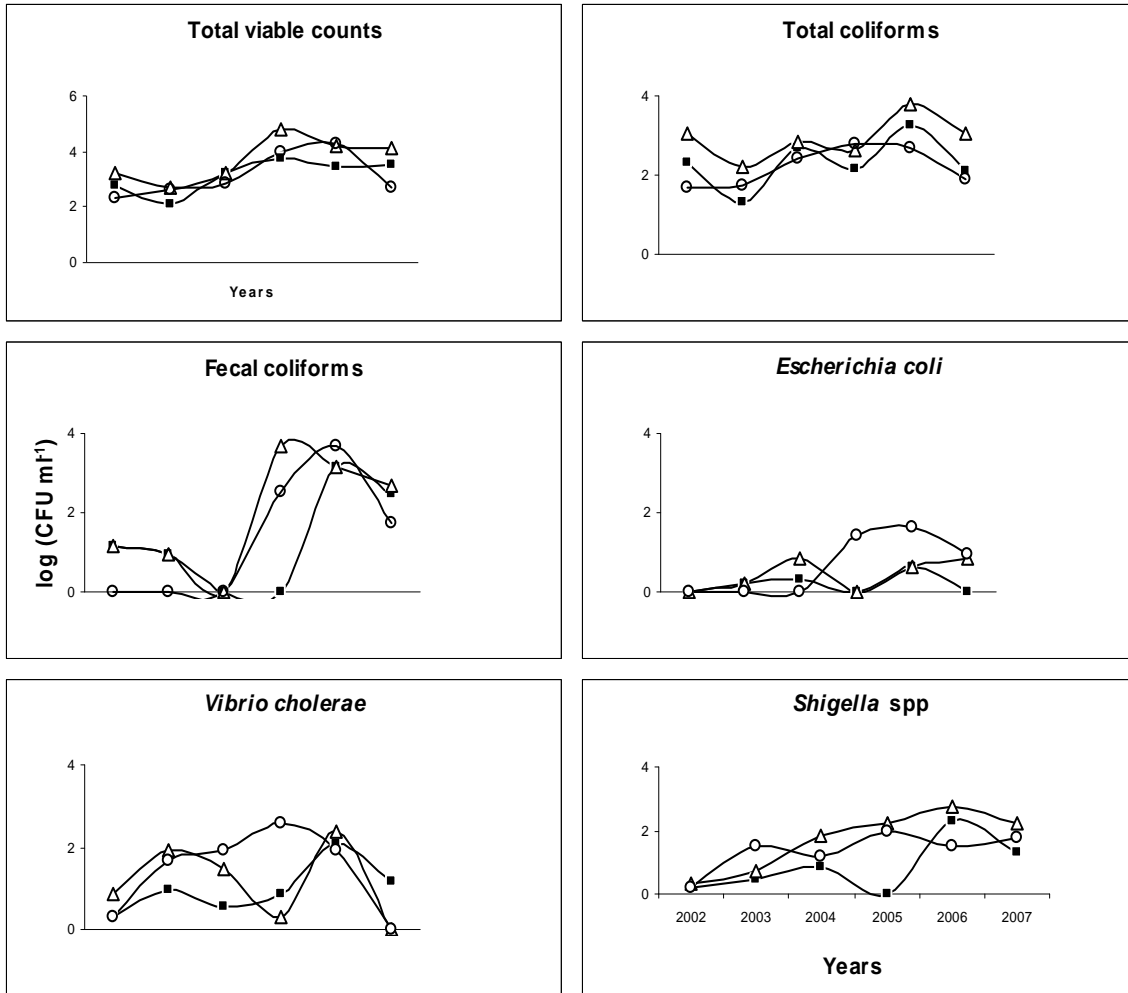 Total viable counts
6
4
2
0
Years
Total coliforms
4
2
0
Fecal coliforms
log (CFU ml-1)
4
2
0
Escherichia coli
4
2
0
Vibrio cholerae
4
2
0
Shigella spp
4
2
0
2002 2003 2004 2005 2006 2007
Years